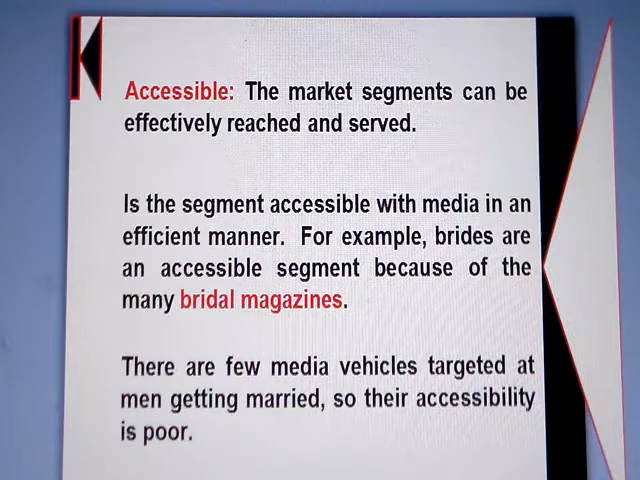 Accessible: The market segments can be
effectively reached and served.
Is the segment accessible with media in an
efficient manner. For example, brides are
an accessible segment because of the
many bridal magazines.
There are few media vehicles targeted at
men getting married, so their accessibility
is poor.